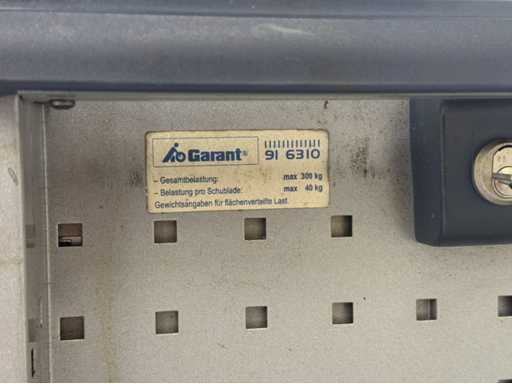 Garant®
91 6310
– Gesamtbelastung: max 300 kg
– Belastung pro Schublade: max 40 kg
Gewichtsangaben für flächenverteilte Last